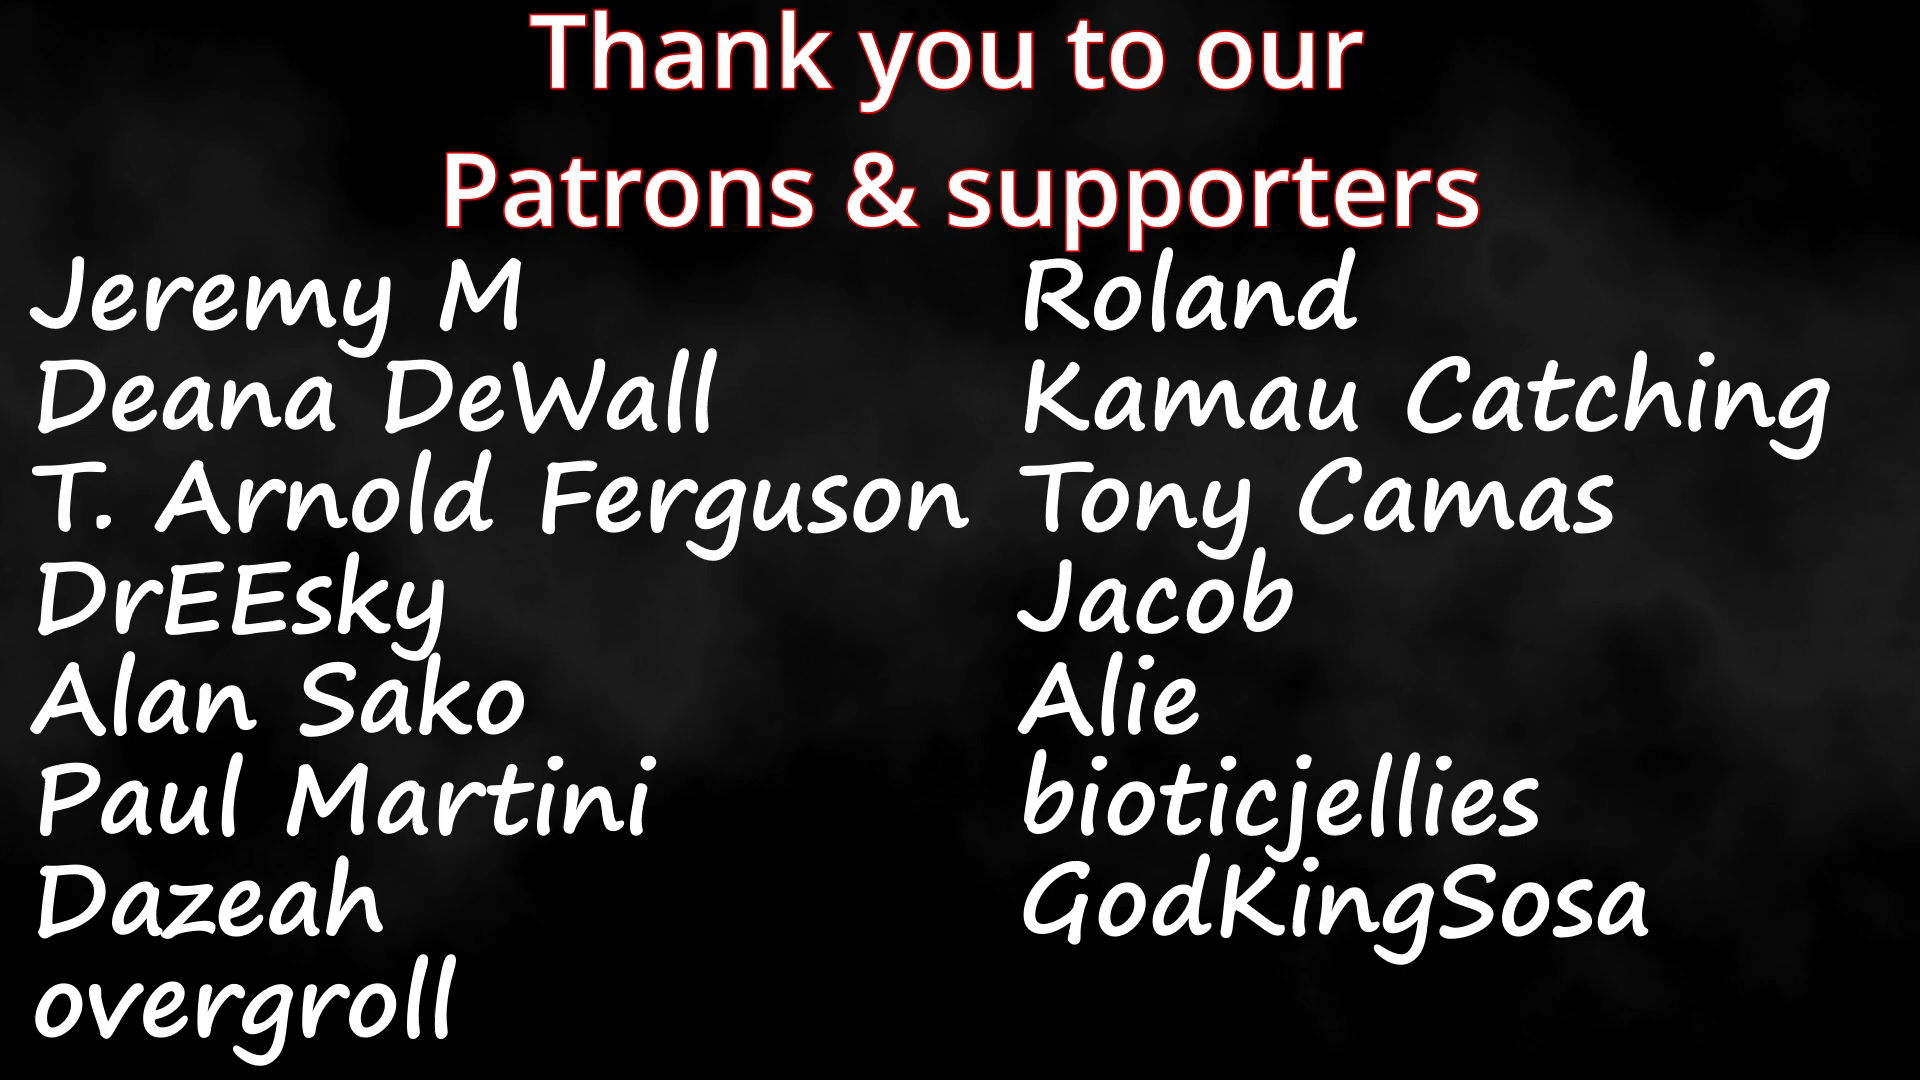 Thank you to our
Patrons & supporters
Jeremy M
Deana DeWall
T. Arnold Ferguson
DrEEsky
Alan Sako
Paul Martini
Dazeah
overgroll
Roland
Kamau Catching
Tony Camas
Jacob
Alie
bioticjellies
GodKingSosa